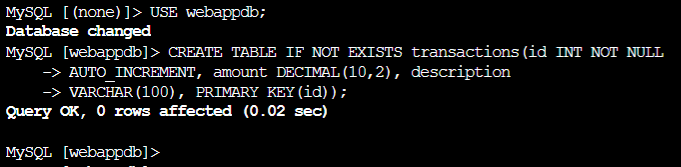 MySQL [(none)]> USE webappdb;
Database changed
MySQL [webappdb]> CREATE TABLE IF NOT EXISTS transactions(id INT NOT NULL
    -> AUTO_INCREMENT, amount DECIMAL(10,2), description
    -> VARCHAR(100), PRIMARY KEY(id));
Query OK, 0 rows affected (0.02 sec)
MySQL [webappdb]>